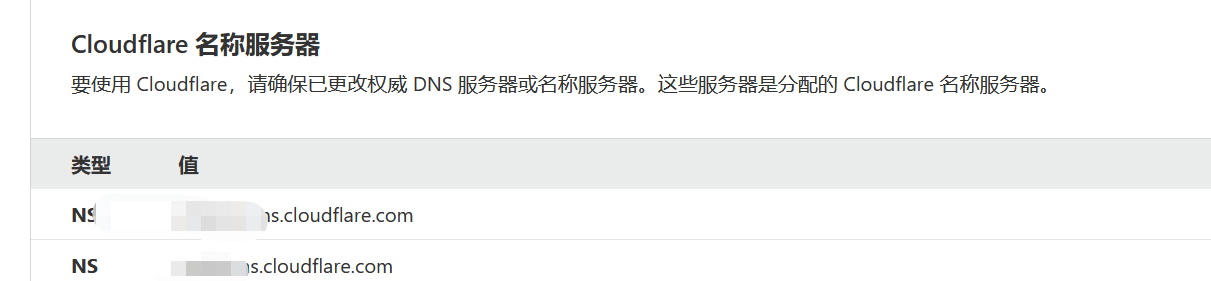 Cloudflare 名称服务器
要使用 Cloudflare，请确保已更改权威 DNS 服务器或名称服务器。这些服务器是分配的 Cloudflare 名称服务器。
类型 值
NS ns.cloudflare.com
NS ns.cloudflare.com